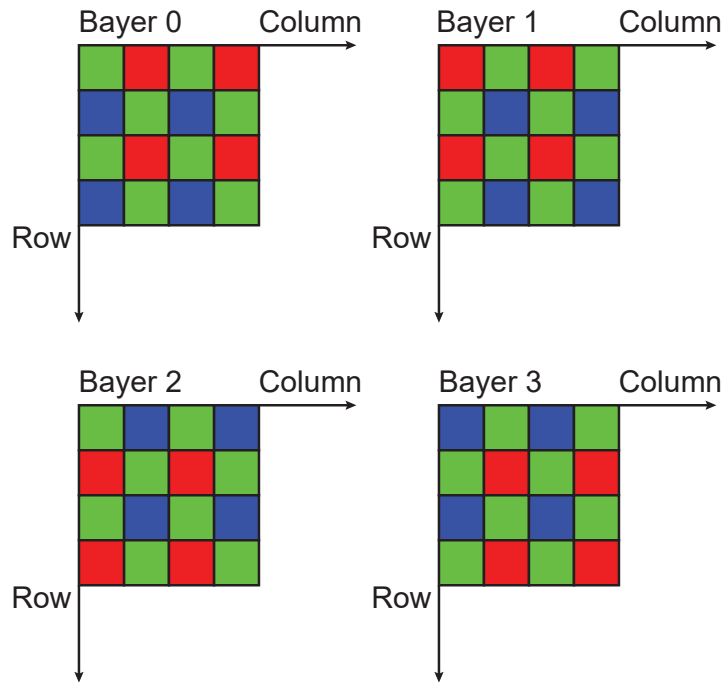 Bayer 0 Column
Bayer 1 Column
Row
Row
Bayer 2 Column
Bayer 3 Column
Row
Row